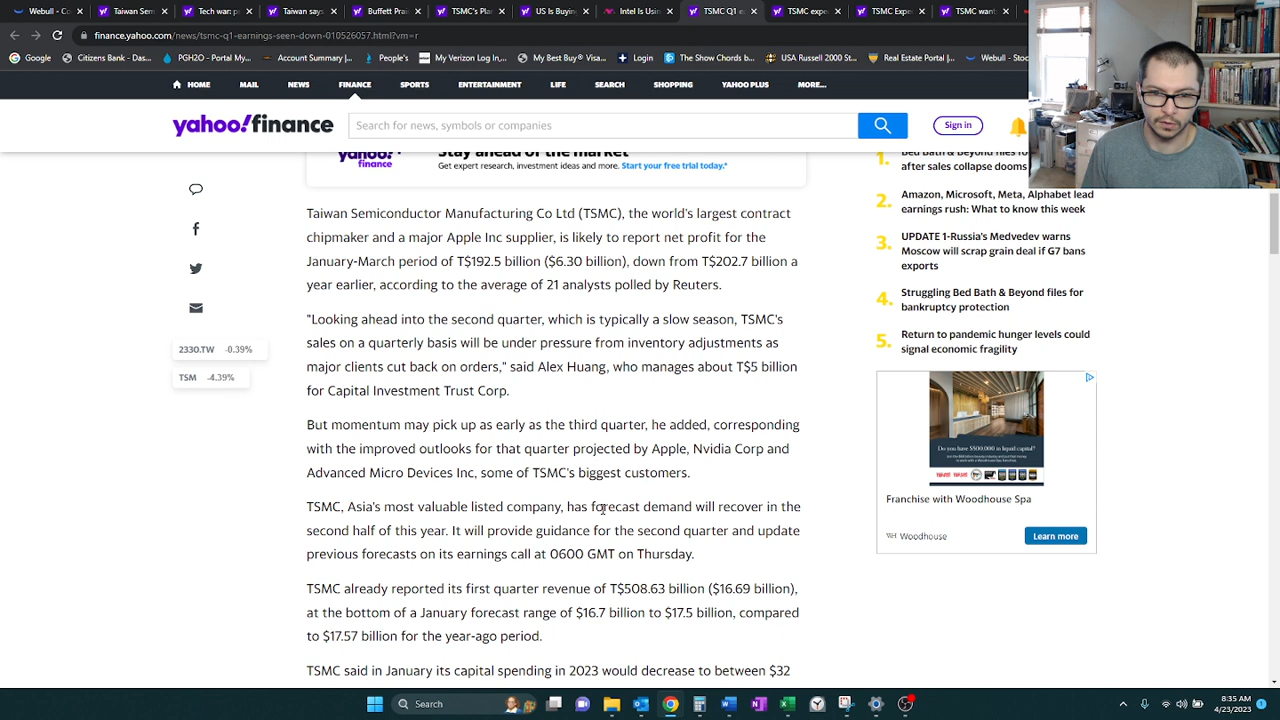 Webull - Co
Taiwan Sem
Taiwan Sem
Buffett Adm
TSMC's Pla
US Is Buyin
Intel Is Usin
TSMC Q1 e
TSMC's Ma
TSMC Expe
TSMC want
finance.yahoo.com/news/tsmc-q1-earnings-seen-down-010526057.html?vm=r
Google
Citizens Bank - Das...
PGH2O - Portal My...
Account Summary |...
People's
My Verizon Log In...
My Best Buy® Visa...
Login
The Show Chords b...
USA Russell 2000 St...
Real Estate Portal |...
Webull - Stoc
HOME MAIL NEWS FINANCE SPORTS ENTERTAINMENT LIFE SEARCH SHOPPING YAHOO PLUS MORE...
yahoo!finance
Search for news, symbols or companies
Sign in
yahoo!
finance
Stay ahead of the market
Get expert research, investment ideas and more. Start your free trial today.*
2330.TW -0.39%
TSM -4.39%
Taiwan Semiconductor Manufacturing Co Ltd (TSMC), the world's largest contract
chipmaker and a major Apple Inc supplier, is likely to report net profit for the
January-March period of T$192.5 billion ($6.30 billion), down from T$202.7 billion a
year earlier, according to the average of 21 analysts polled by Reuters.
"Looking ahead into the second quarter, which is typically a slow season, TSMC's
sales on a quarterly basis will be under pressure from inventory adjustments as
major clients cut back on orders," said Alex Huang, who manages about T$5 billion
for Capital Investment Trust Corp.
But momentum may pick up as early as the third quarter, he added, corresponding
with the improved outlooks for that quarter projected by Apple, Nvidia Corp and
Advanced Micro Devices Inc, some of TSMC's biggest customers.
TSMC, Asia's most valuable listed company, has forecast demand will recover in the
second half of this year. It will provide guidance for the second quarter and update
previous forecasts on its earnings call at 0600 GMT on Thursday.
TSMC already reported its first quarter revenue of T$508.63 billion ($16.69 billion),
at the bottom of a January forecast range of $16.7 billion to $17.5 billion, compared
to $17.57 billion for the year-ago period.
TSMC said in January its capital spending in 2023 would decrease to between $32
1. Bed Bath & Beyond files fo
after sales collapse dooms
2. Amazon, Microsoft, Meta, Alphabet lead
earnings rush: What to know this week
3. UPDATE 1-Russia's Medvedev warns
Moscow will scrap grain deal if G7 bans
exports
4. Struggling Bed Bath & Beyond files for
bankruptcy protection
5. Return to pandemic hunger levels could
signal economic fragility
Do you have $500,000 in liquid capital?
Franchise with Woodhouse Spa
WH Woodhouse
Learn more
Search
8:35 AM
4/23/2023